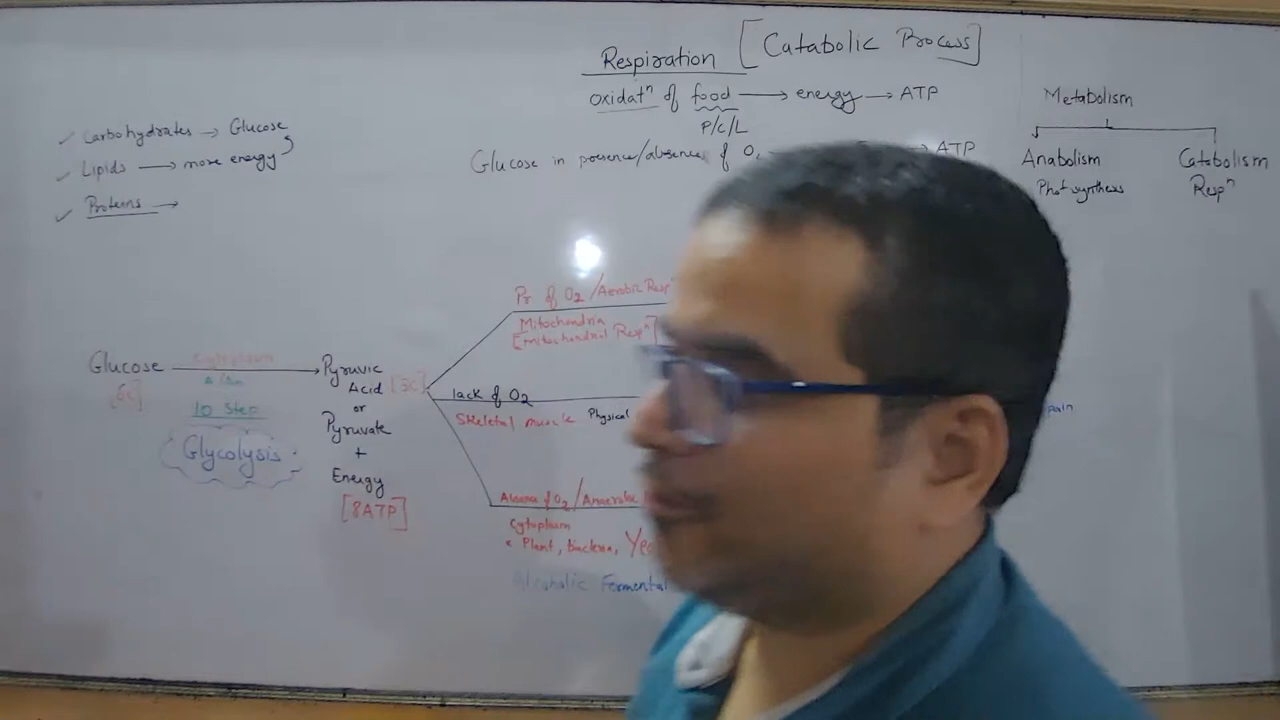 Respiration [Catabolic Process]
oxidatⁿ of food → energy → ATP
P/C/L
Glucose in presence/absence of O₂ → ATP
Metabolism
Anabolism
Photosynthesis
Catabolism
Respⁿ
✓ Carbohydrates → Glucose
✓ Lipids → more energy
✓ Proteins →
Glucose
[6C]
Cytoplasm
10 Step
Glycolysis
Pyruvic
Acid [3C]
or
Pyruvate
+
Energy
[8ATP]
Pr of O₂ / Aerobic Resp
Mitochondria
[mitochondrial Respⁿ]
lack of O₂
Skeletal muscle Physical
pain
Absence of O₂ / Anaerobic
Cytoplasm
* Plant, bacteria,
Alcoholic